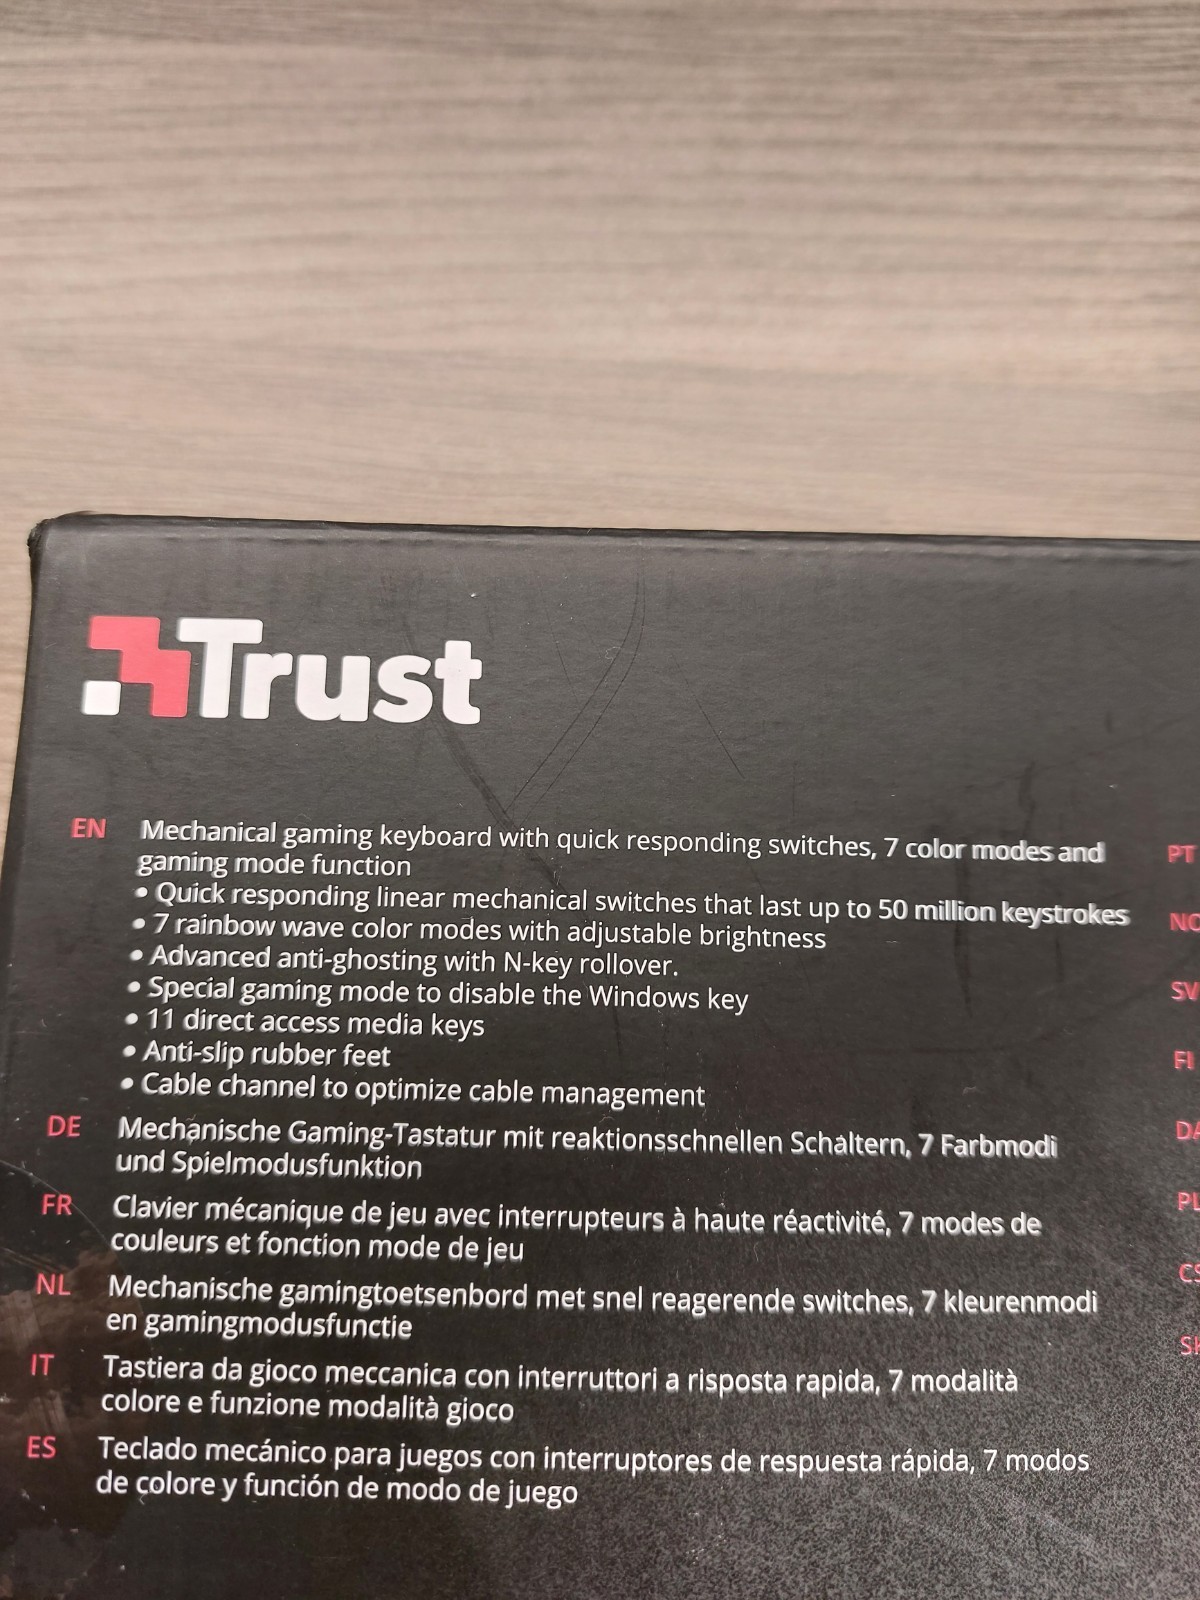 Trust
EN Mechanical gaming keyboard with quick responding switches, 7 color modes and
gaming mode function
• Quick responding linear mechanical switches that last up to 50 million keystrokes
• 7 rainbow wave color modes with adjustable brightness
• Advanced anti-ghosting with N-key rollover.
• Special gaming mode to disable the Windows key
• 11 direct access media keys
• Anti-slip rubber feet
• Cable channel to optimize cable management
DE Mechanische Gaming-Tastatur mit reaktionsschnellen Schaltern, 7 Farbmodi
und Spielmodusfunktion
FR Clavier mécanique de jeu avec interrupteurs à haute réactivité, 7 modes de
couleurs et fonction mode de jeu
NL Mechanische gamingtoetsenbord met snel reagerende switches, 7 kleurenmodi
en gamingmodusfunctie
IT Tastiera da gioco meccanica con interruttori a risposta rapida, 7 modalità
colore e funzione modalità gioco
ES Teclado mecánico para juegos con interruptores de respuesta rápida, 7 modos
de colore y función de modo de juego
PT
NO
SV
FI
DA
PL
CS
SK